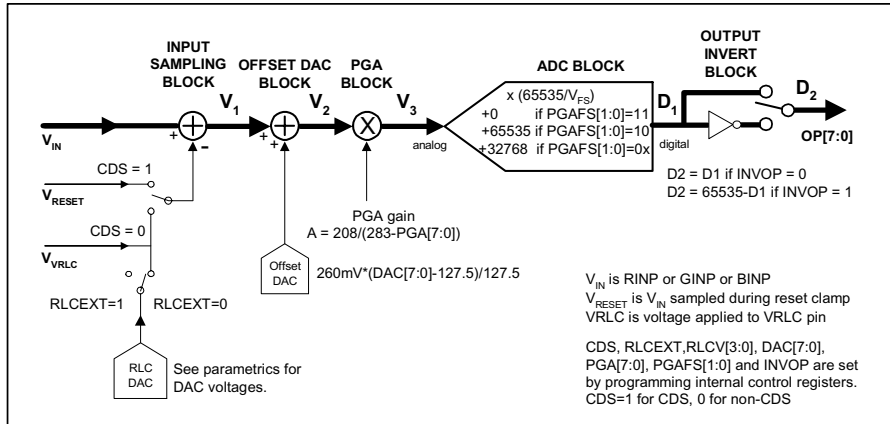 INPUT
SAMPLING
BLOCK
OFFSET DAC
BLOCK
PGA
BLOCK
ADC BLOCK
OUTPUT
INVERT
BLOCK
V1
V2
V3
x (65535/VFS)
+0 if PGAFS[1:0]=11
+65535 if PGAFS[1:0]=10
+32768 if PGAFS[1:0]=0x
D1
D2
VIN
+
+
-
+
+
X
analog
digital
OP[7:0]
CDS = 1
VRESET
CDS = 0
VVRLC
D2 = D1 if INVOP = 0
D2 = 65535-D1 if INVOP = 1
PGA gain
A = 208/(283-PGA[7:0])
Offset
DAC
260mV*(DAC[7:0]-127.5)/127.5
RLCEXT=1
RLCEXT=0
RLC
DAC
See parametrics for
DAC voltages.
VIN is RINP or GINP or BINP
VRESET is VIN sampled during reset clamp
VRLC is voltage applied to VRLC pin
CDS, RLCEXT,RLCV[3:0], DAC[7:0],
PGA[7:0], PGAFS[1:0] and INVOP are set
by programming internal control registers.
CDS=1 for CDS, 0 for non-CDS